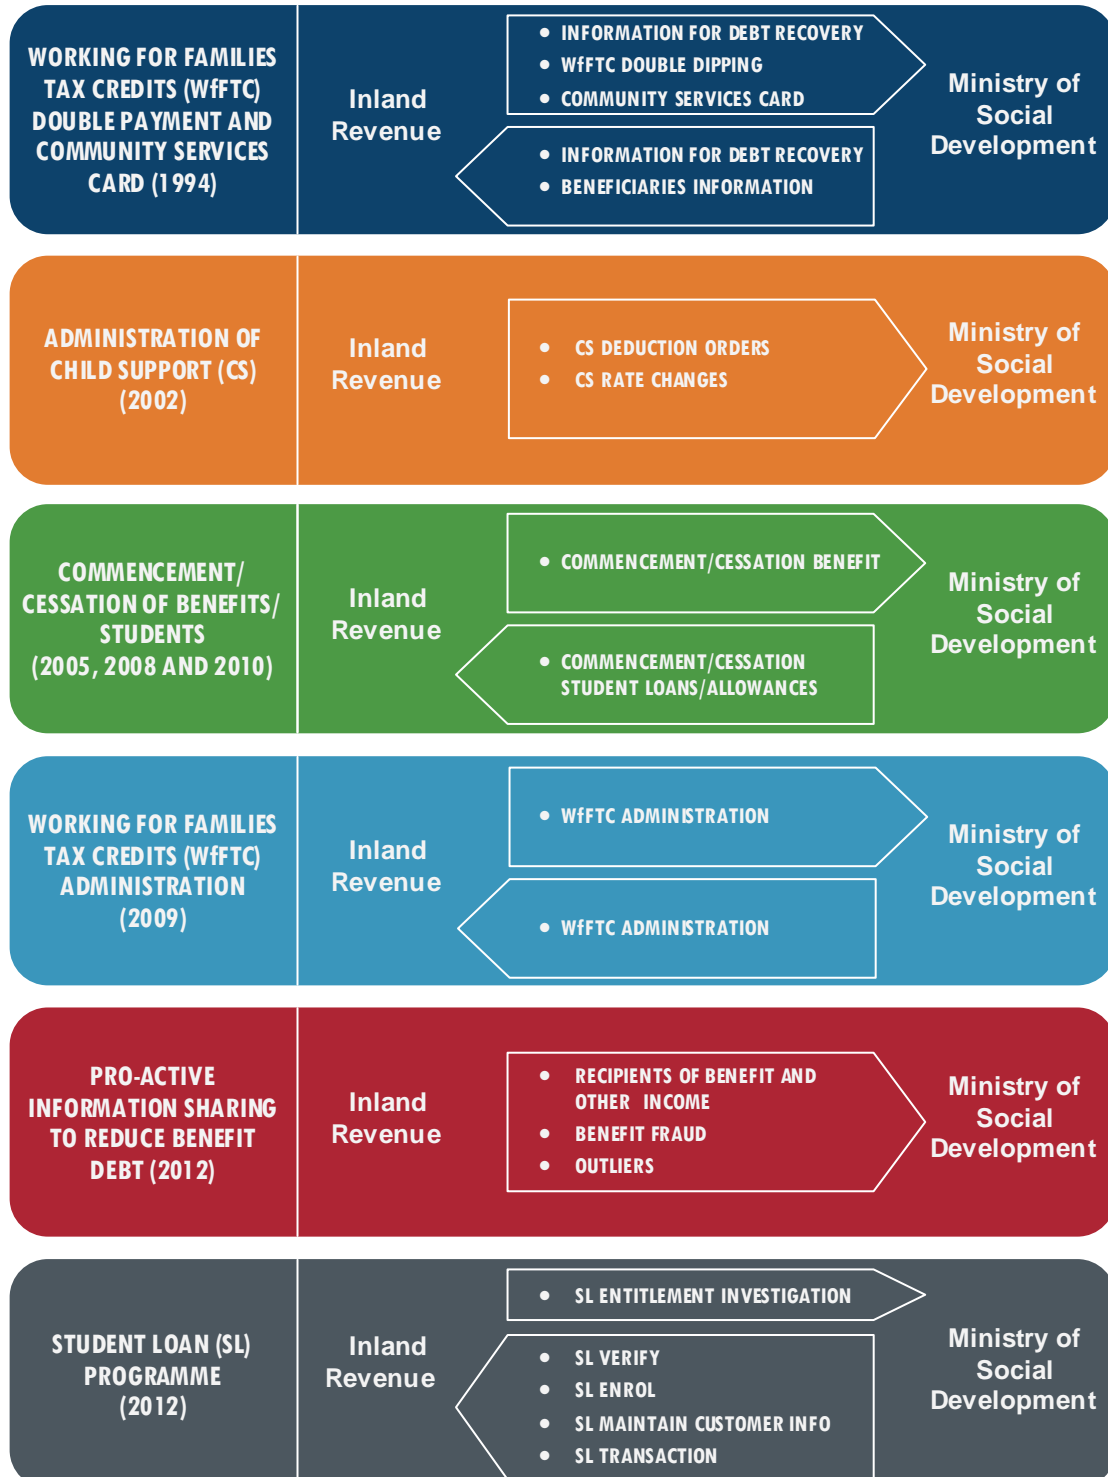 WORKING FOR FAMILIES
TAX CREDITS (WfFTC)
DOUBLE PAYMENT AND
COMMUNITY SERVICES
CARD (1994)
Inland
Revenue
• INFORMATION FOR DEBT RECOVERY
• WfFTC DOUBLE DIPPING
• COMMUNITY SERVICES CARD
• INFORMATION FOR DEBT RECOVERY
• BENEFICIARIES INFORMATION
Ministry of
Social
Development
ADMINISTRATION OF
CHILD SUPPORT (CS)
(2002)
Inland
Revenue
• CS DEDUCTION ORDERS
• CS RATE CHANGES
Ministry of
Social
Development
COMMENCEMENT/
CESSATION OF BENEFITS/
STUDENTS
(2005, 2008 AND 2010)
Inland
Revenue
• COMMENCEMENT/CESSATION BENEFIT
• COMMENCEMENT/CESSATION
STUDENT LOANS/ALLOWANCES
Ministry of
Social
Development
WORKING FOR FAMILIES
TAX CREDITS (WfFTC)
ADMINISTRATION
(2009)
Inland
Revenue
• WfFTC ADMINISTRATION
• WfFTC ADMINISTRATION
Ministry of
Social
Development
PRO-ACTIVE
INFORMATION SHARING
TO REDUCE BENEFIT
DEBT (2012)
Inland
Revenue
• RECIPIENTS OF BENEFIT AND
OTHER INCOME
• BENEFIT FRAUD
• OUTLIERS
Ministry of
Social
Development
STUDENT LOAN (SL)
PROGRAMME
(2012)
Inland
Revenue
• SL ENTITLEMENT INVESTIGATION
• SL VERIFY
• SL ENROL
• SL MAINTAIN CUSTOMER INFO
• SL TRANSACTION
Ministry of
Social
Development